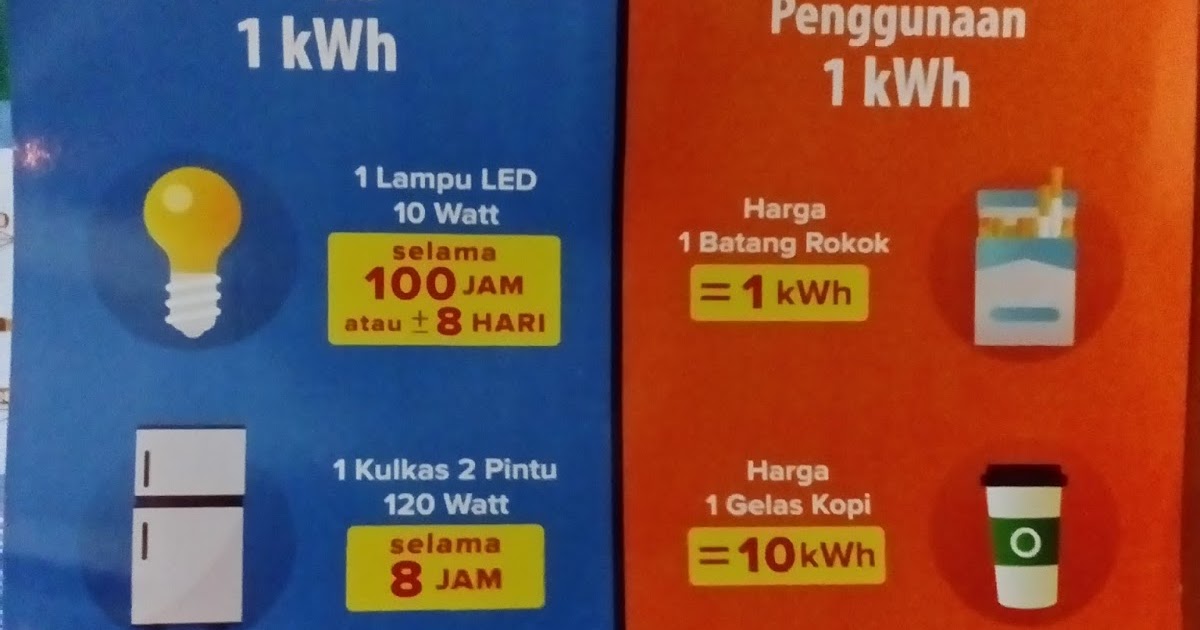 1 kWh
1 Lampu LED
10 Watt
selama
100 JAM
atau ± 8 HARI
1 Kulkas 2 Pintu
120 Watt
selama
8 JAM
Penggunaan
1 kWh
Harga
1 Batang Rokok
= 1 kWh
Harga
1 Gelas Kopi
= 10 kWh